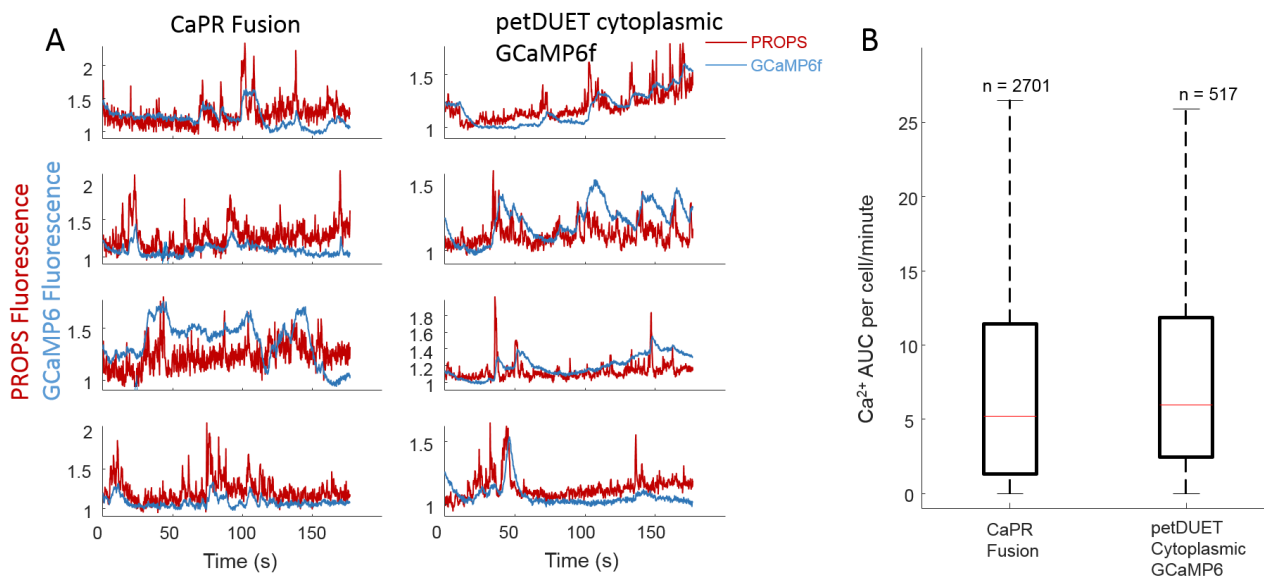 A
CaPR Fusion
petDUET cytoplasmic
GCaMP6f
PROPS
GCaMP6f
PROPS Fluorescence
GCaMP6 Fluorescence
2
1.5
1
1.5
1
2
1.5
1
1.5
1
1.5
1
1.8
1.6
1.4
1.2
1
2
1.5
1
1.5
1
0 50 100 150
0 50 100 150
Time (s)
Time (s)
B
n = 2701
n = 517
Ca²⁺ AUC per cell/minute
25
20
15
10
5
0
CaPR
Fusion
petDUET
Cytoplasmic
GCaMP6